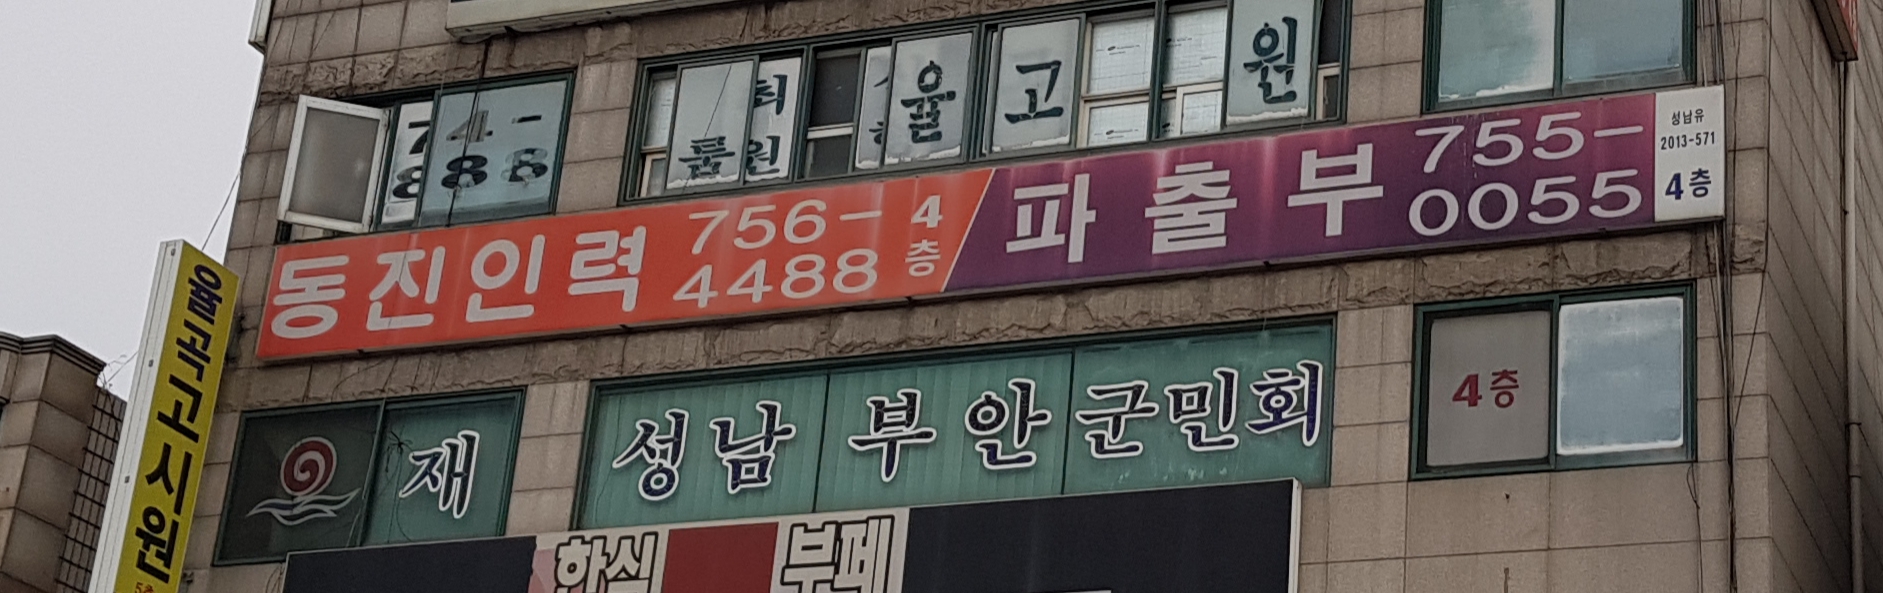 원
고
율
룸
원
동진인력
756-
4488
4
층
파출부
755-
0055
성남유
2013-571
4층
재
성남 부안군민회
4층
고시원
한식
부페